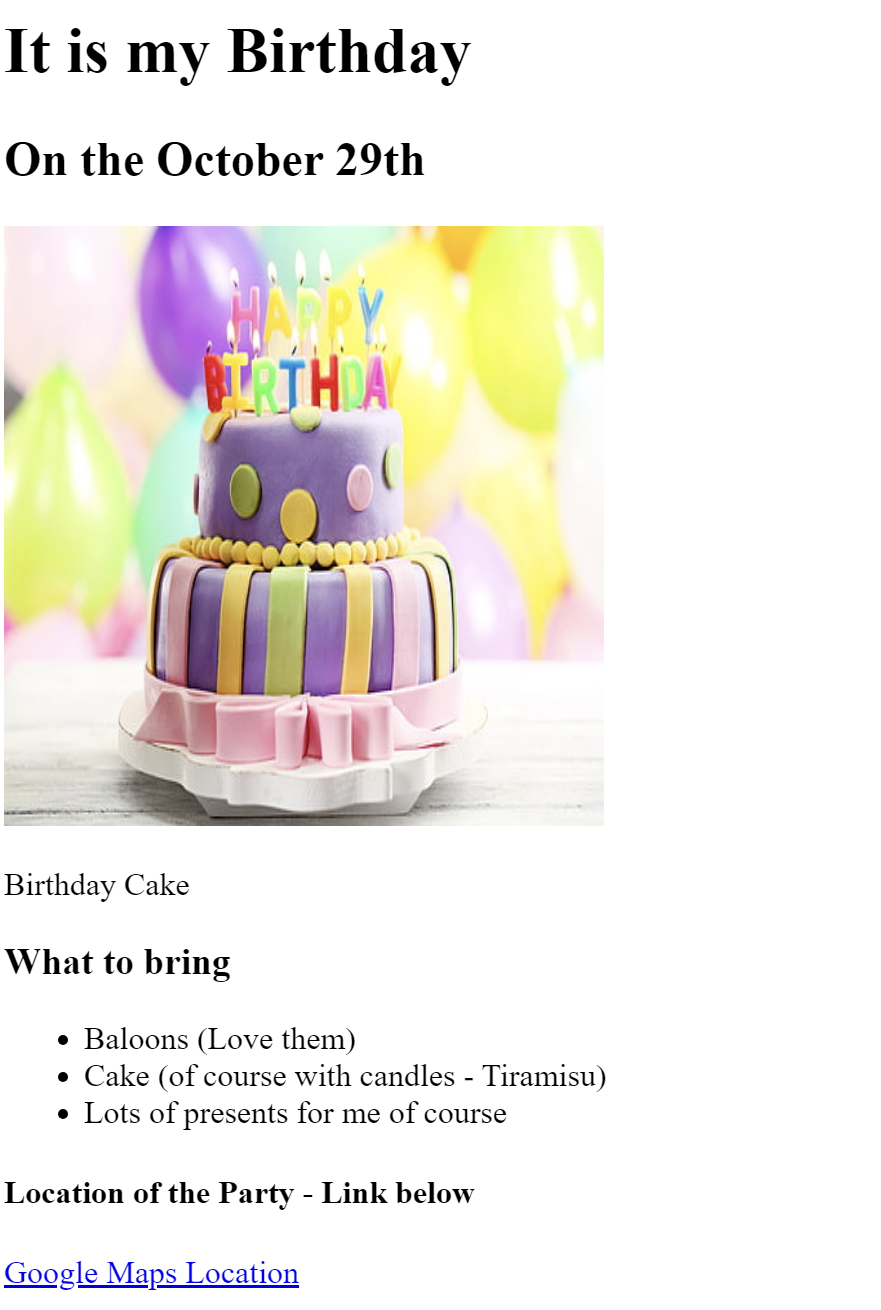 It is my Birthday
On the October 29th
HAPPY
BIRTHDAY
Birthday Cake
What to bring
Baloons (Love them)
Cake (of course with candles - Tiramisu)
Lots of presents for me of course
Location of the Party - Link below
Google Maps Location